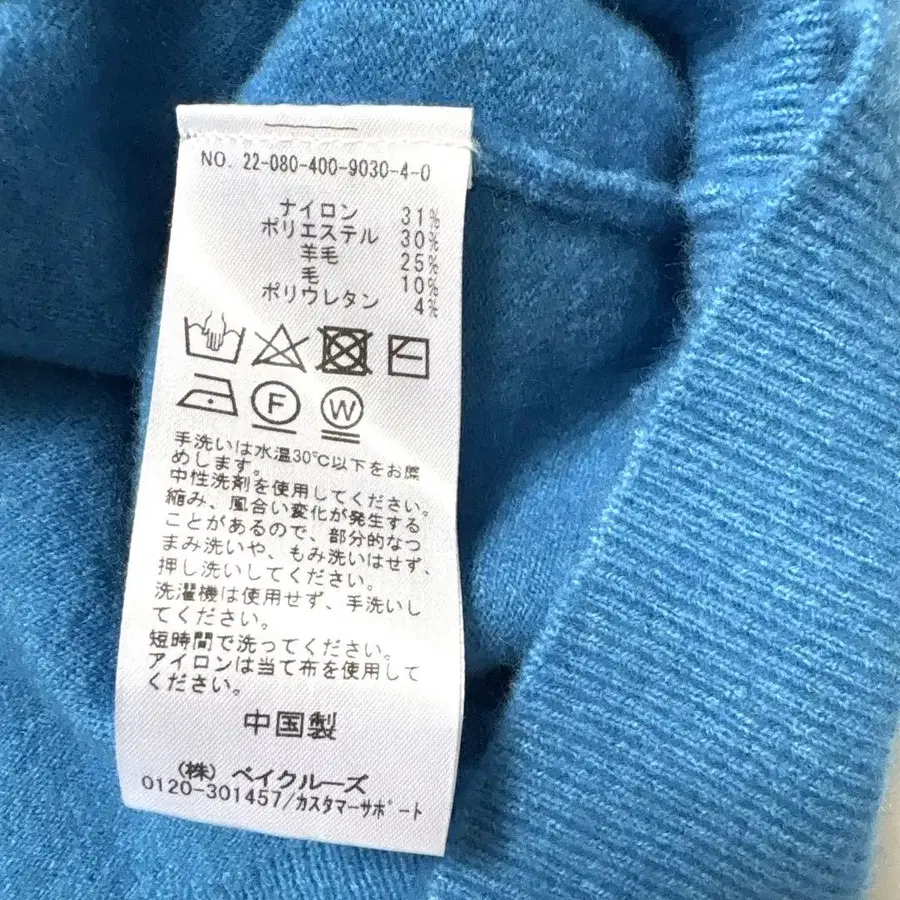 NO. 22-080-400-9030-4-0
ナイロン 31%
ポリエステル 30%
羊毛 25%
毛 10%
ポリウレタン 4%
F W
手洗いは水温30℃以下をお薦
めします。
中性洗剤を使用してください。
縮み、風合い変化が発生する
ことがあるので、部分的なつ
まみ洗いや、もみ洗いはせず、
押し洗いしてください。
洗濯機は使用せず、手洗いし
てください。
短時間で洗ってください。
アイロンは当て布を使用して
ください。
中国製
(株) ベイクルーズ
0120-301457/カスタマーサポート